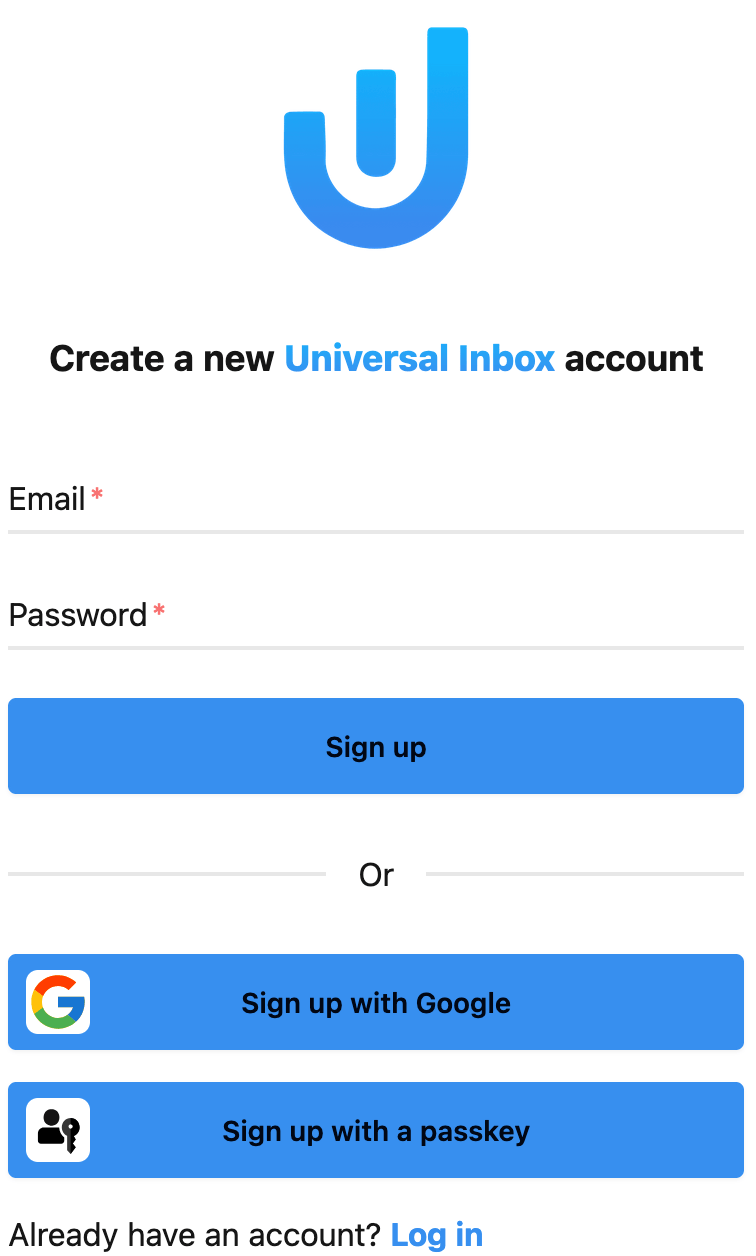 Create a new Universal Inbox account
Email *
Password *
Sign up
Or
Sign up with Google
Sign up with a passkey
Already have an account? Log in